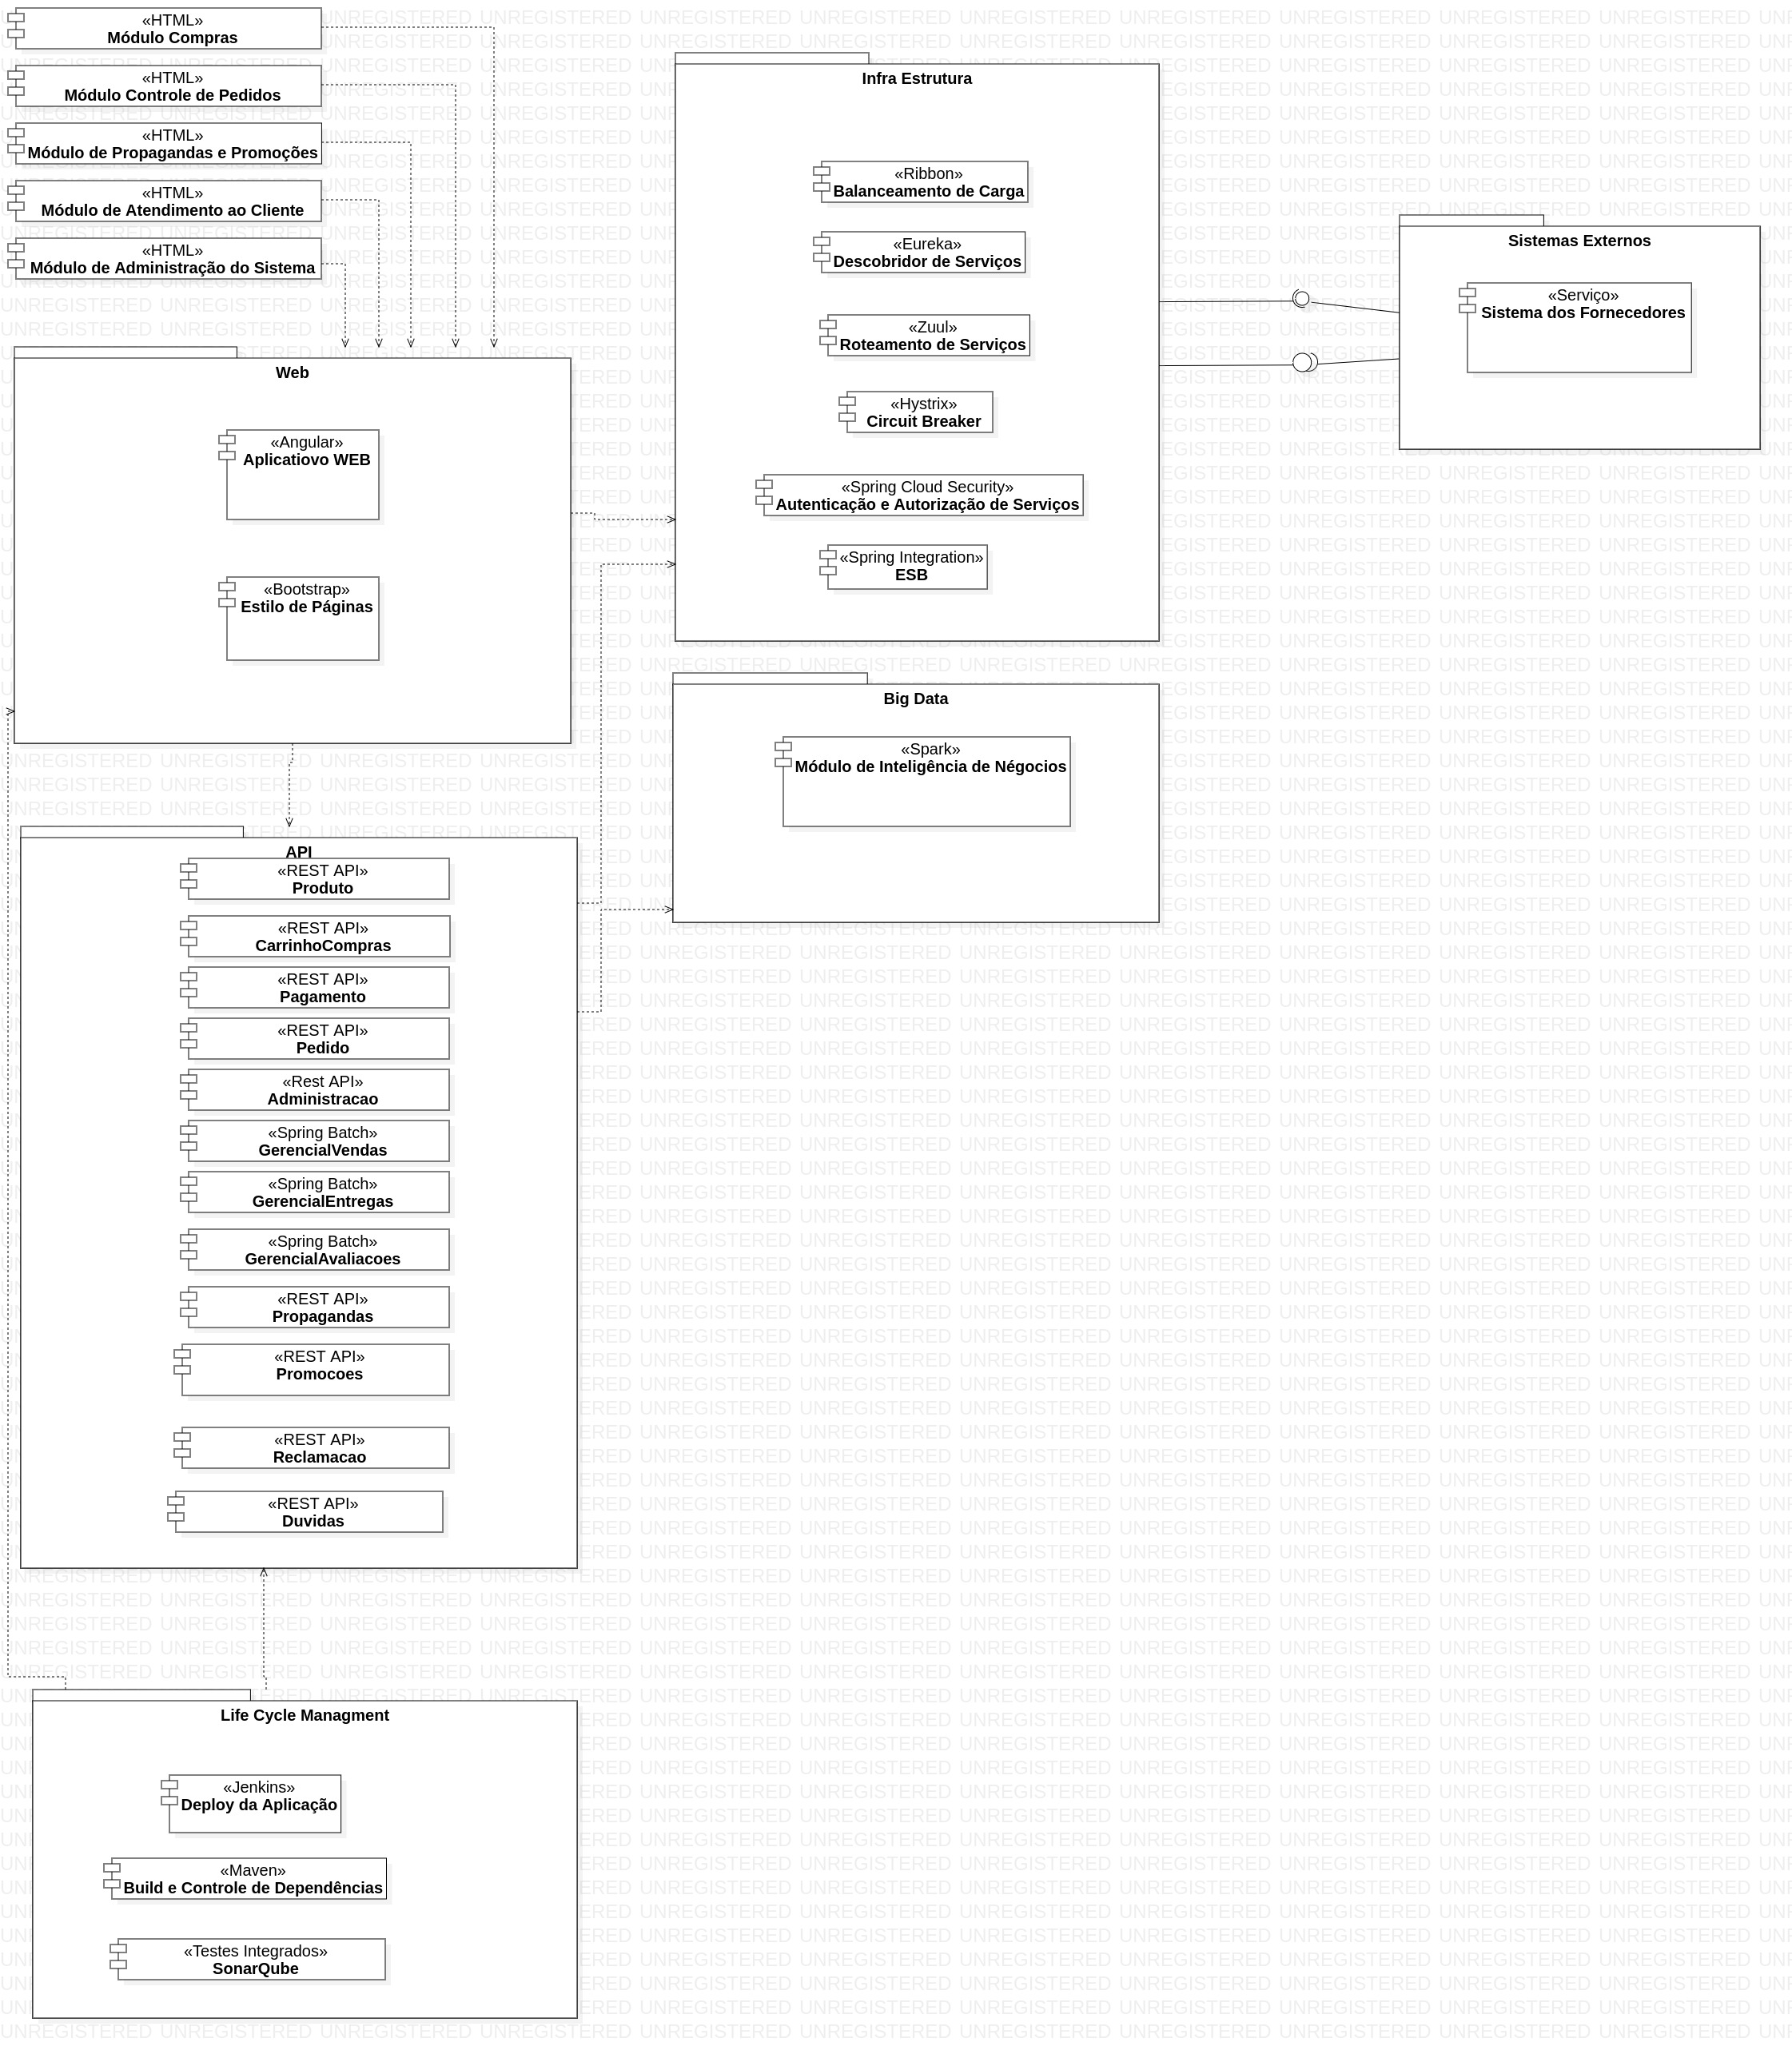 «HTML»
Módulo Compras
«HTML»
Módulo Controle de Pedidos
«HTML»
Módulo de Propagandas e Promoções
«HTML»
Módulo de Atendimento ao Cliente
«HTML»
Módulo de Administração do Sistema
Web
«Angular»
Aplicatiovo WEB
«Bootstrap»
Estilo de Páginas
Infra Estrutura
«Ribbon»
Balanceamento de Carga
«Eureka»
Descobridor de Serviços
«Zuul»
Roteamento de Serviços
«Hystrix»
Circuit Breaker
«Spring Cloud Security»
Autenticação e Autorização de Serviços
«Spring Integration»
ESB
Sistemas Externos
«Serviço»
Sistema dos Fornecedores
Big Data
«Spark»
Módulo de Inteligência de Négocios
API
«REST API»
Produto
«REST API»
CarrinhoCompras
«REST API»
Pagamento
«REST API»
Pedido
«Rest API»
Administracao
«Spring Batch»
GerencialVendas
«Spring Batch»
GerencialEntregas
«Spring Batch»
GerencialAvaliacoes
«REST API»
Propagandas
«REST API»
Promocoes
«REST API»
Reclamacao
«REST API»
Duvidas
Life Cycle Managment
«Jenkins»
Deploy da Aplicação
«Maven»
Build e Controle de Dependências
«Testes Integrados»
SonarQube
UNREGISTERED